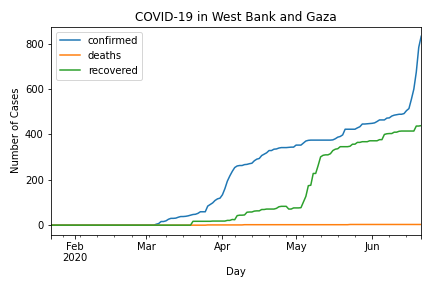 COVID-19 in West Bank and Gaza
confirmed
deaths
recovered
Number of Cases
800
600
400
200
0
Feb
2020
Mar
Apr
May
Jun
Day